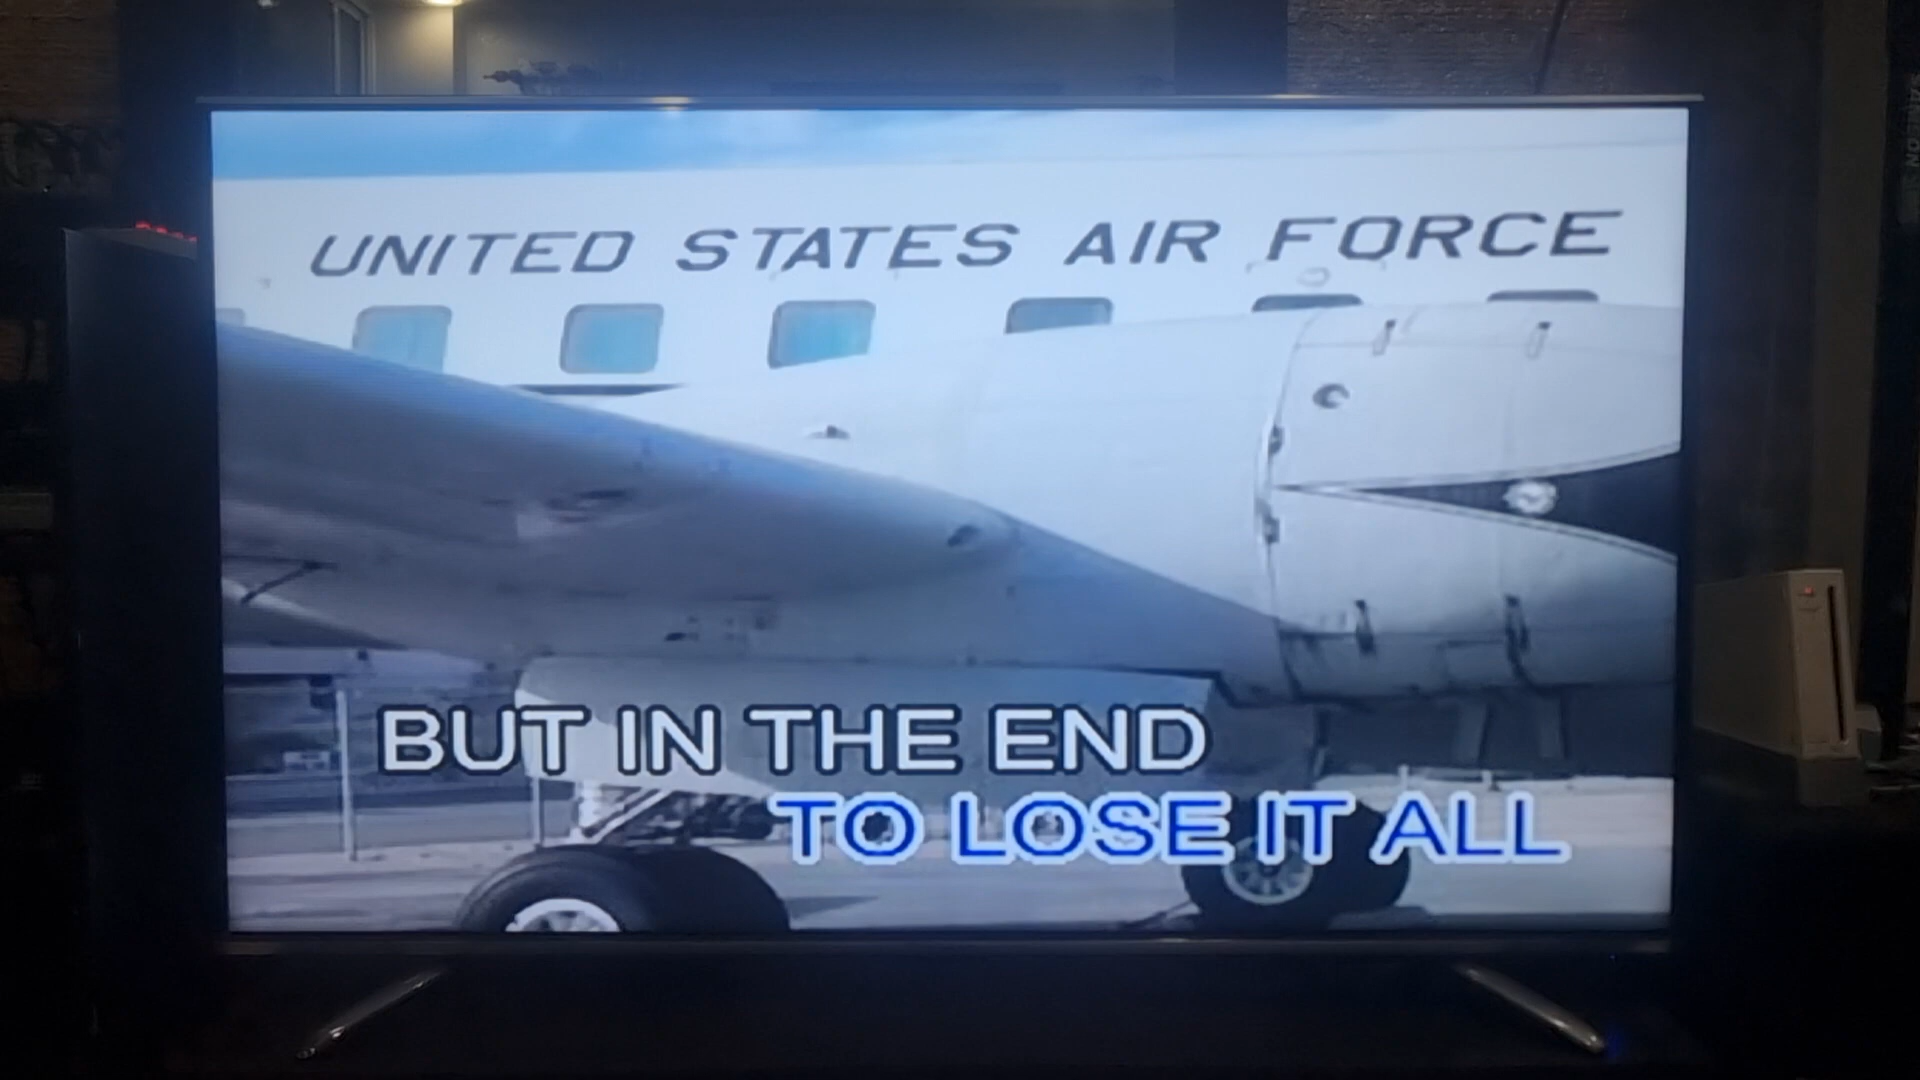 UNITED STATES AIR FORCE
BUT IN THE END
TO LOSE IT ALL